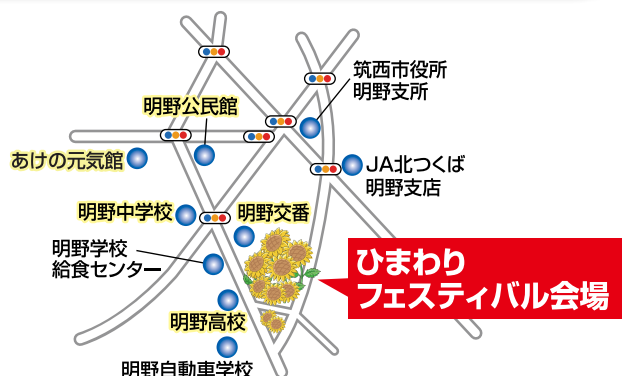 筑西市役所
明野支所
明野公民館
あけの元気館
JA北つくば
明野支店
明野中学校
明野交番
明野学校
給食センター
ひまわり
フェスティバル会場
明野高校
明野自動車学校